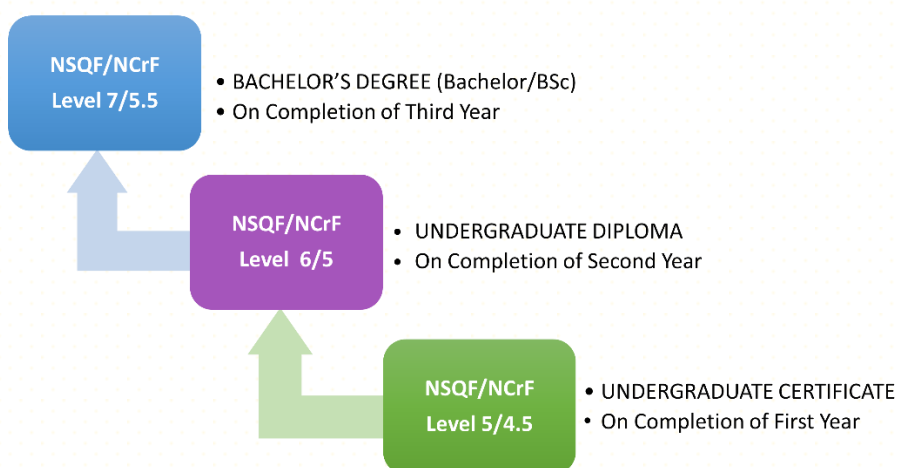 NSQF/NCrF
Level 7/5.5
• BACHELOR'S DEGREE (Bachelor/BSc)
• On Completion of Third Year
NSQF/NCrF
Level 6/5
• UNDERGRADUATE DIPLOMA
• On Completion of Second Year
NSQF/NCrF
Level 5/4.5
• UNDERGRADUATE CERTIFICATE
• On Completion of First Year